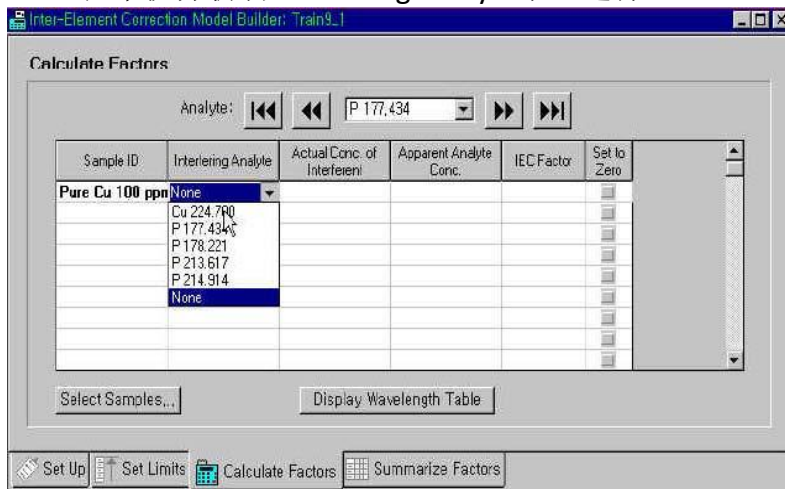 Inter-Element Correction Model Builder: Train9_1
Calculate Factors
Analyte:
P 177,434
Sample ID
Interfering Analyte
Actual Conc. of Interferent
Apparent Analyte Conc.
IEC Factor
Set to Zero
Pure Cu 100 ppm
None
Cu 224.700
P 177.434
P 178.221
P 213.617
P 214.914
None
Select Samples...
Display Wavelength Table
Set Up
Set Limits
Calculate Factors
Summarize Factors